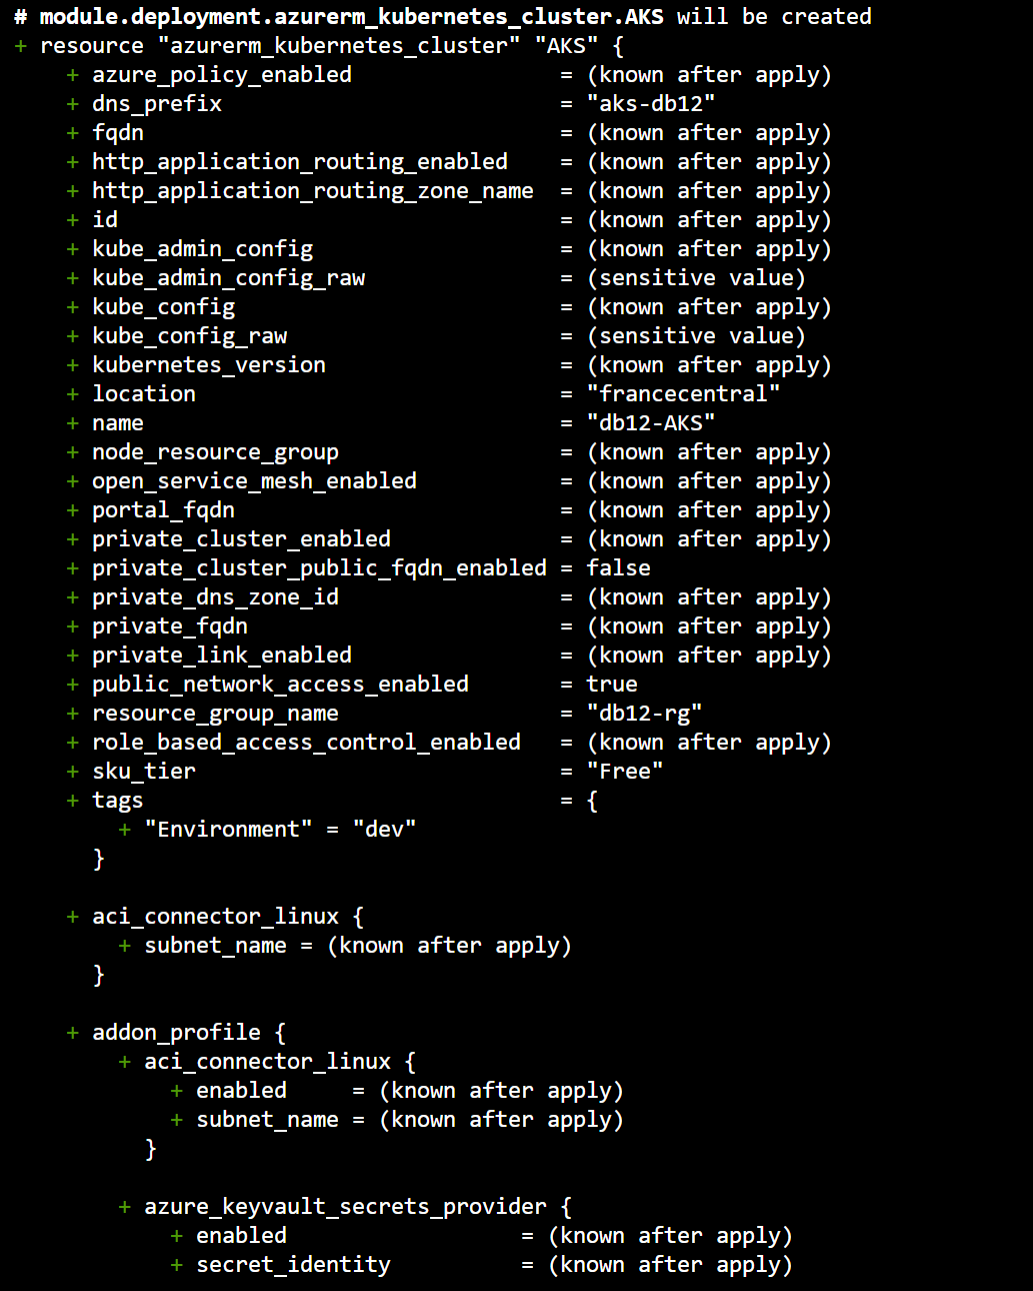 # module.deployment.azurerm_kubernetes_cluster.AKS will be created
+ resource "azurerm_kubernetes_cluster" "AKS" {
    + azure_policy_enabled                = (known after apply)
    + dns_prefix                          = "aks-db12"
    + fqdn                                = (known after apply)
    + http_application_routing_enabled    = (known after apply)
    + http_application_routing_zone_name  = (known after apply)
    + id                                  = (known after apply)
    + kube_admin_config                   = (known after apply)
    + kube_admin_config_raw               = (sensitive value)
    + kube_config                         = (known after apply)
    + kube_config_raw                     = (sensitive value)
    + kubernetes_version                  = (known after apply)
    + location                            = "francecentral"
    + name                                = "db12-AKS"
    + node_resource_group                 = (known after apply)
    + open_service_mesh_enabled           = (known after apply)
    + portal_fqdn                         = (known after apply)
    + private_cluster_enabled             = (known after apply)
    + private_cluster_public_fqdn_enabled = false
    + private_dns_zone_id                 = (known after apply)
    + private_fqdn                        = (known after apply)
    + private_link_enabled                = (known after apply)
    + public_network_access_enabled       = true
    + resource_group_name                 = "db12-rg"
    + role_based_access_control_enabled   = (known after apply)
    + sku_tier                            = "Free"
    + tags                                = {
        + "Environment" = "dev"
      }

    + aci_connector_linux {
        + subnet_name = (known after apply)
      }

    + addon_profile {
        + aci_connector_linux {
            + enabled     = (known after apply)
            + subnet_name = (known after apply)
          }

        + azure_keyvault_secrets_provider {
            + enabled                  = (known after apply)
            + secret_identity          = (known after apply)